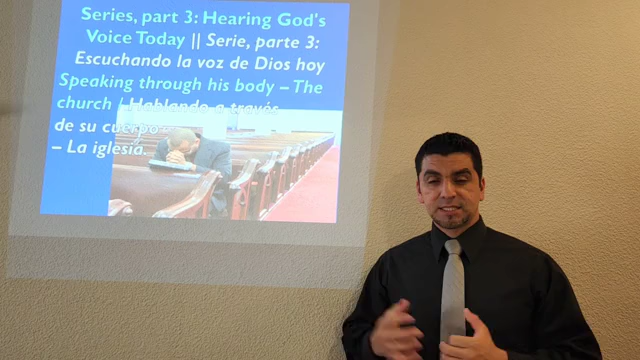 Series, part 3: Hearing God's
Voice Today || Serie, parte 3:
Escuchando la voz de Dios hoy
Speaking through his body – The
church / Hablando a través
de su cuerpo
– La iglesia.